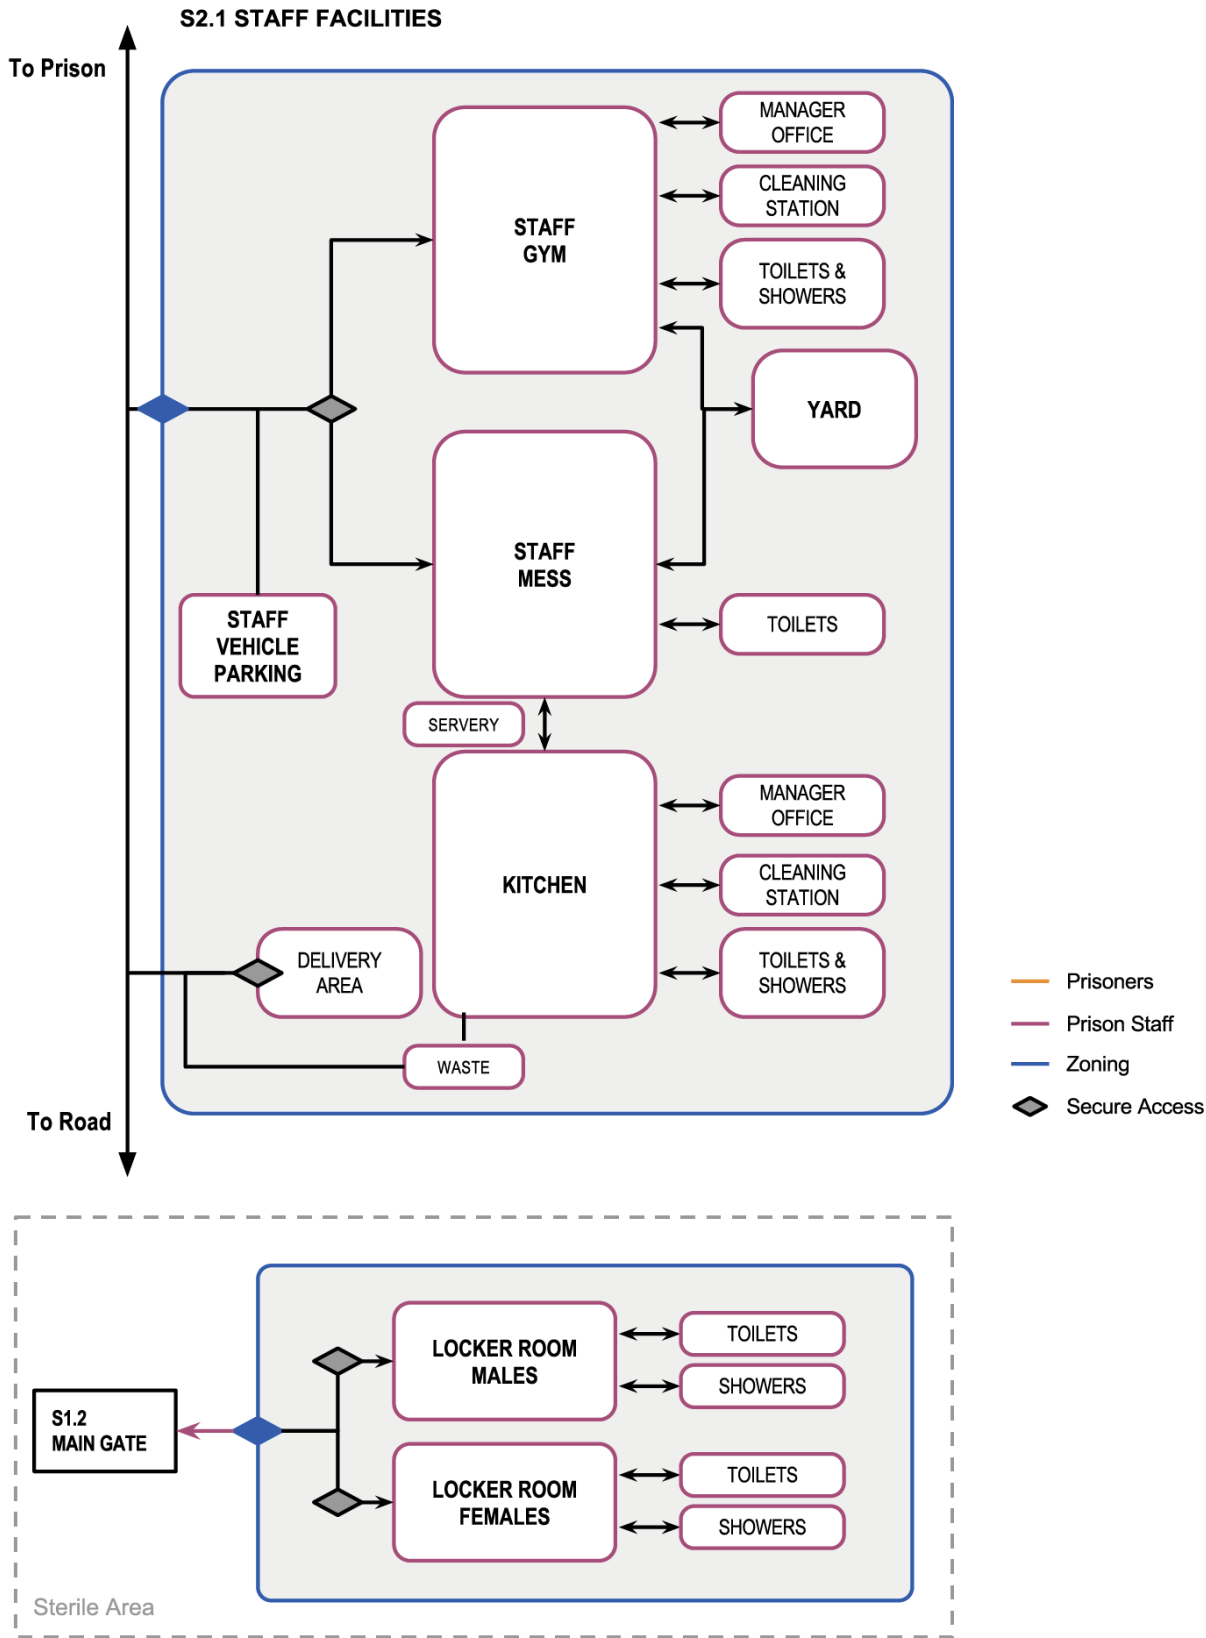 S2.1 STAFF FACILITIES
To Prison
MANAGER
OFFICE
CLEANING
STATION
STAFF
GYM
TOILETS &
SHOWERS
YARD
STAFF
MESS
STAFF
VEHICLE
PARKING
TOILETS
SERVERY
MANAGER
OFFICE
KITCHEN
CLEANING
STATION
DELIVERY
AREA
TOILETS &
SHOWERS
WASTE
To Road
Prisoners
Prison Staff
Zoning
Secure Access
LOCKER ROOM
MALES
TOILETS
SHOWERS
S1.2
MAIN GATE
LOCKER ROOM
FEMALES
TOILETS
SHOWERS
Sterile Area